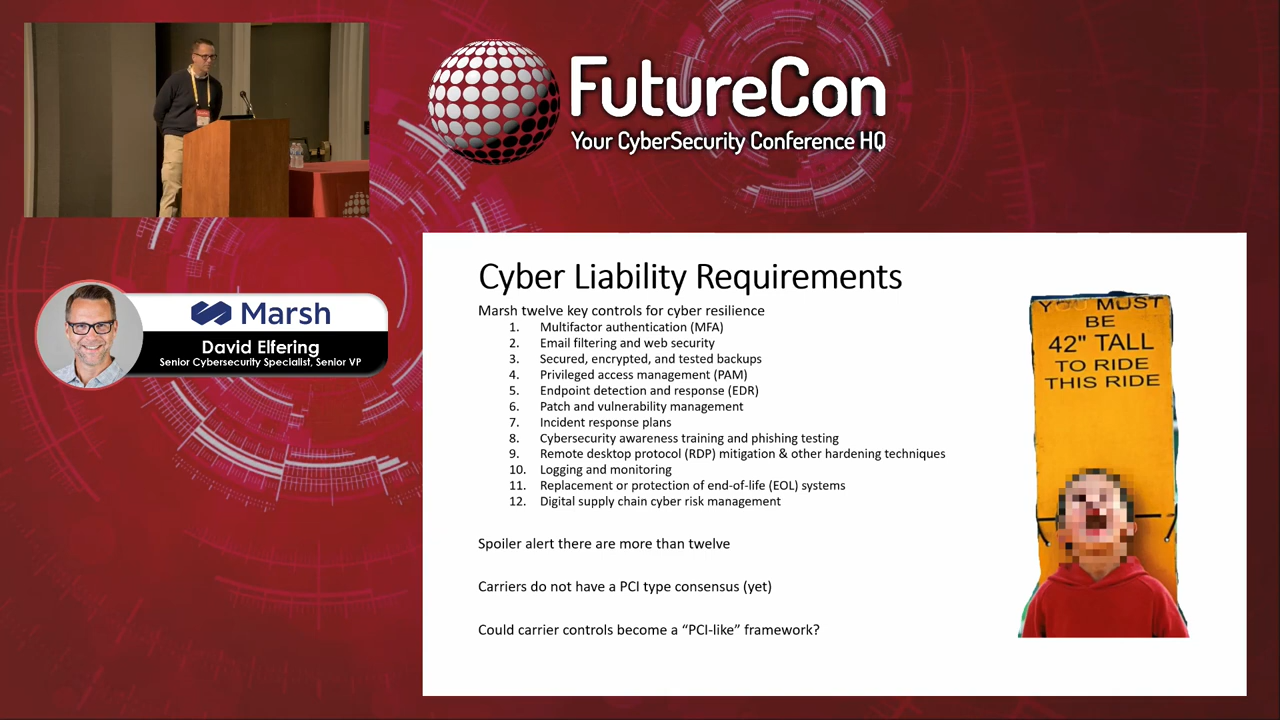 FutureCon
Your CyberSecurity Conference HQ
Marsh
David Elfering
Senior Cybersecurity Specialist, Senior VP
Cyber Liability Requirements
Marsh twelve key controls for cyber resilience
1. Multifactor authentication (MFA)
2. Email filtering and web security
3. Secured, encrypted, and tested backups
4. Privileged access management (PAM)
5. Endpoint detection and response (EDR)
6. Patch and vulnerability management
7. Incident response plans
8. Cybersecurity awareness training and phishing testing
9. Remote desktop protocol (RDP) mitigation & other hardening techniques
10. Logging and monitoring
11. Replacement or protection of end-of-life (EOL) systems
12. Digital supply chain cyber risk management
Spoiler alert there are more than twelve
Carriers do not have a PCI type consensus (yet)
Could carrier controls become a “PCI-like” framework?
YOU MUST
BE
42" TALL
TO RIDE
THIS RIDE